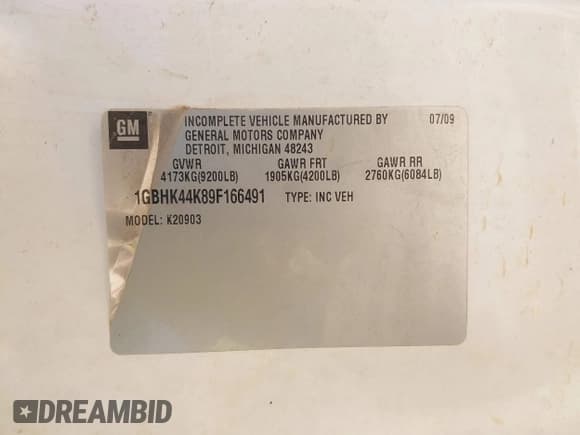 GM
INCOMPLETE VEHICLE MANUFACTURED BY 07/09
GENERAL MOTORS COMPANY
DETROIT, MICHIGAN 48243
GVWR GAWR FRT GAWR RR
4173KG(9200LB) 1905KG(4200LB) 2760KG(6084LB)
1GBHK44K89F166491 TYPE: INC VEH
MODEL: K20903
DREAMBID